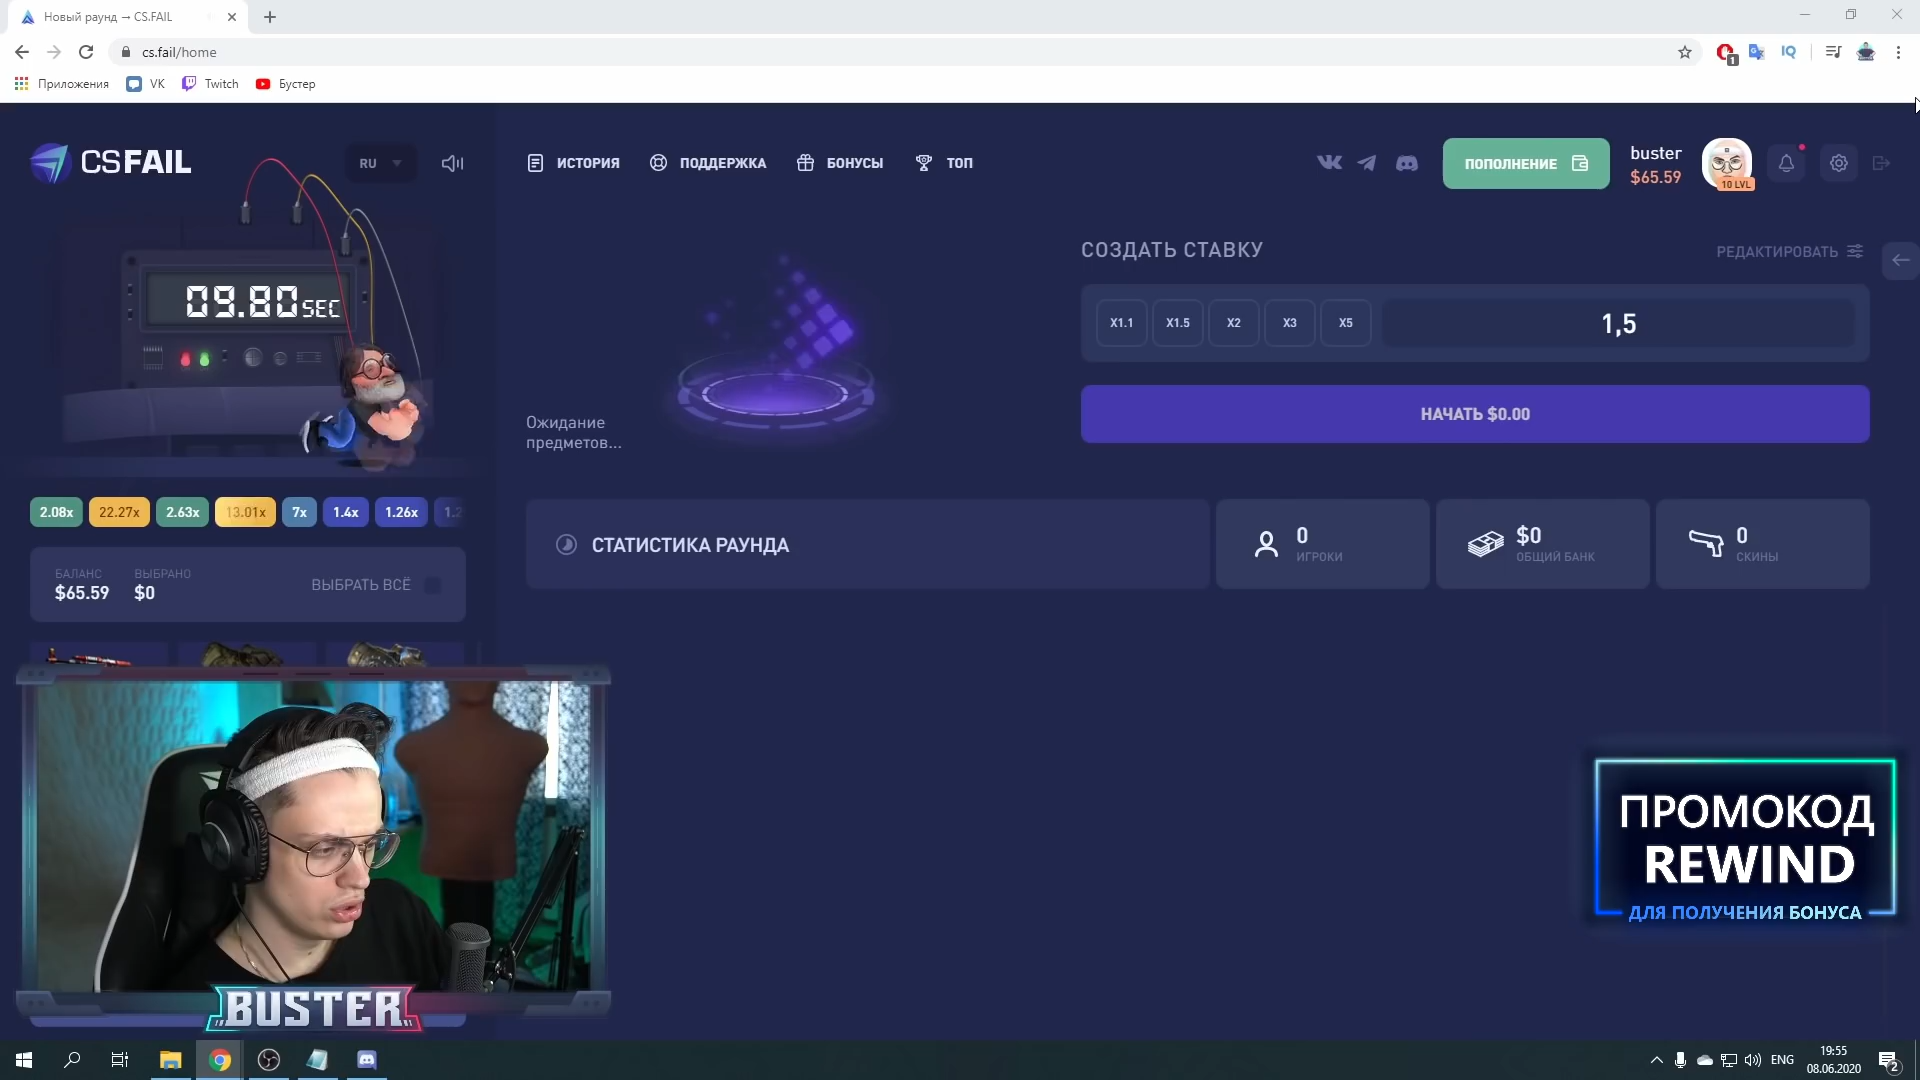 Новый раунд → CS.FAIL
cs.fail/home
1
Приложения
VK
Twitch
Бустер
CSFAIL
RU
ИСТОРИЯ
ПОДДЕРЖКА
БОНУСЫ
ТОП
ПОПОЛНЕНИЕ
buster
$65.59
10 LVL
09.80 SEC
СОЗДАТЬ СТАВКУ
РЕДАКТИРОВАТЬ
X1.1
X1.5
X2
X3
X5
1,5
НАЧАТЬ $0.00
Ожидание
предметов...
2.08x
22.27x
2.63x
13.01x
7x
1.4x
1.26x
СТАТИСТИКА РАУНДА
0
ИГРОКИ
$0
ОБЩИЙ БАНК
0
СКИНЫ
БАЛАНС
$65.59
ВЫБРАНО
$0
ВЫБРАТЬ ВСЁ
ПРОМОКОД
REWIND
ДЛЯ ПОЛУЧЕНИЯ БОНУСА
BUSTER
ENG
19:55
08.06.2020
2